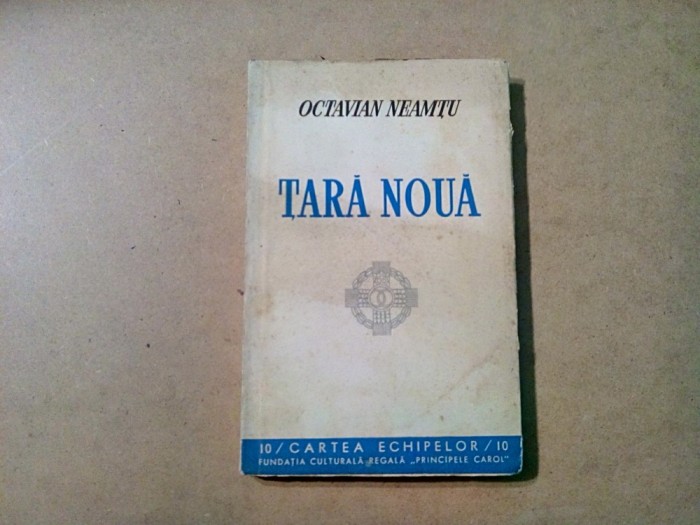 OCTAVIAN NEAMȚU
ȚARĂ NOUĂ
10 / CARTEA ECHIPELOR / 10
FUNDAȚIA CULTURALĂ REGALĂ „PRINCIPELE CAROL"